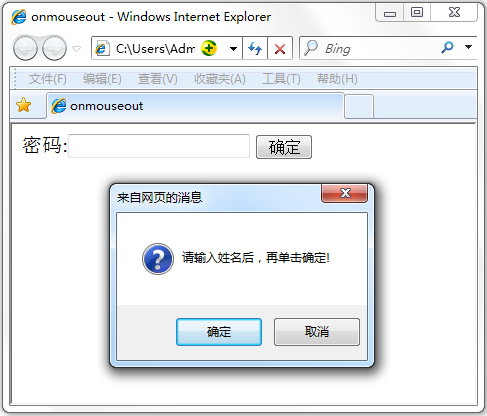 onmouseout - Windows Internet Explorer
C:\Users\Adm
Bing
文件(F) 编辑(E) 查看(V) 收藏夹(A) 工具(T) 帮助(H)
onmouseout
密码: 确定
来自网页的消息
请输入姓名后，再单击确定!
确定 取消